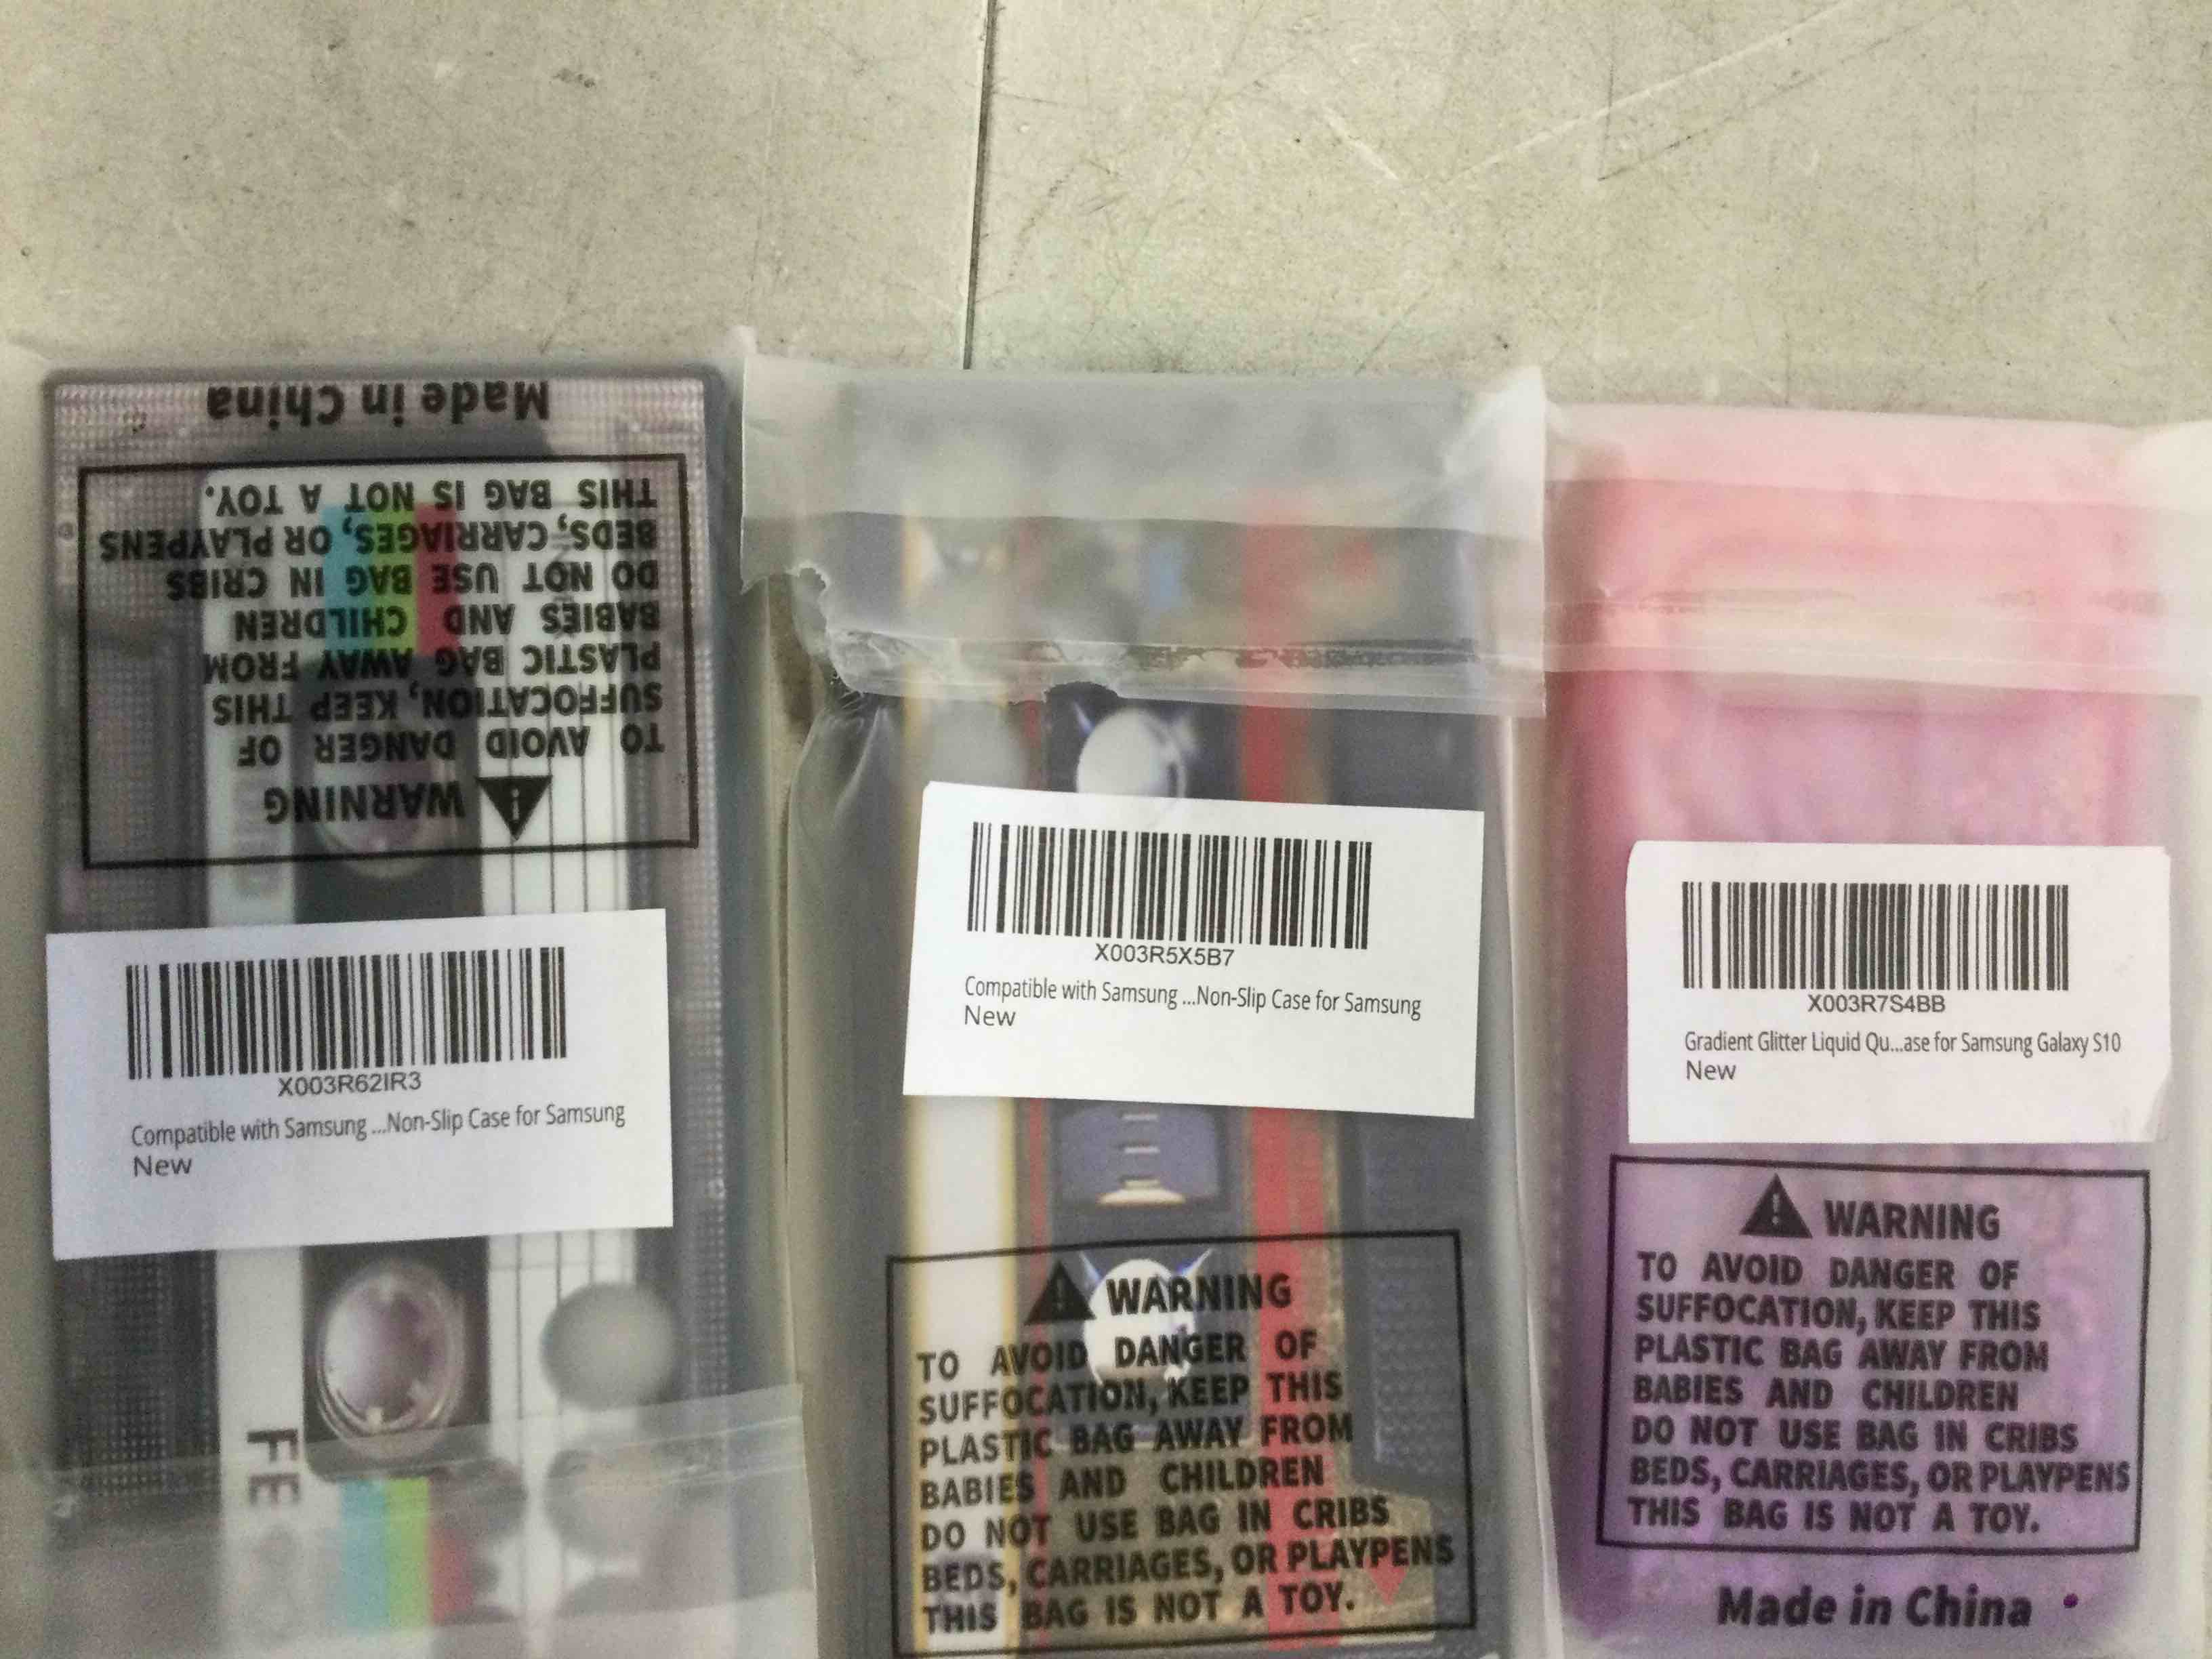 Made in China
WARNING
TO AVOID DANGER OF
SUFFOCATION, KEEP THIS
PLASTIC BAG AWAY FROM
BABIES AND CHILDREN
DO NOT USE BAG IN CRIBS
BEDS, CARRIAGES, OR PLAYPENS
THIS BAG IS NOT A TOY.
X003R62IR3
Compatible with Samsung ...Non-Slip Case for Samsung
New
FE
X003R5X5B7
Compatible with Samsung ...Non-Slip Case for Samsung
New
WARNING
TO AVOID DANGER OF
SUFFOCATION, KEEP THIS
PLASTIC BAG AWAY FROM
BABIES AND CHILDREN
DO NOT USE BAG IN CRIBS
BEDS, CARRIAGES, OR PLAYPENS
THIS BAG IS NOT A TOY.
X003R7S4BB
Gradient Glitter Liquid Qu...ase for Samsung Galaxy S10
New
WARNING
TO AVOID DANGER OF
SUFFOCATION, KEEP THIS
PLASTIC BAG AWAY FROM
BABIES AND CHILDREN
DO NOT USE BAG IN CRIBS
BEDS, CARRIAGES, OR PLAYPENS
THIS BAG IS NOT A TOY.
Made in China